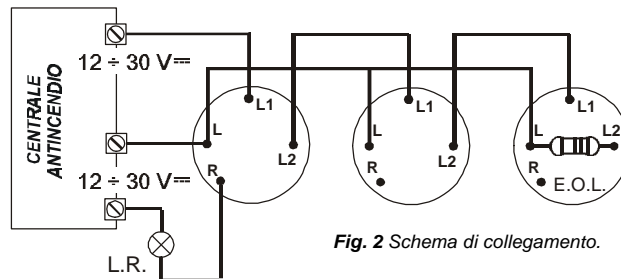 CENTRALE
ANTINCENDIO
12 ÷ 30 V⎓
12 ÷ 30 V⎓
L.R.
L1
L
L2
R
L1
L
L2
R
L1
L
L2
R
E.O.L.
Fig. 2 Schema di collegamento.